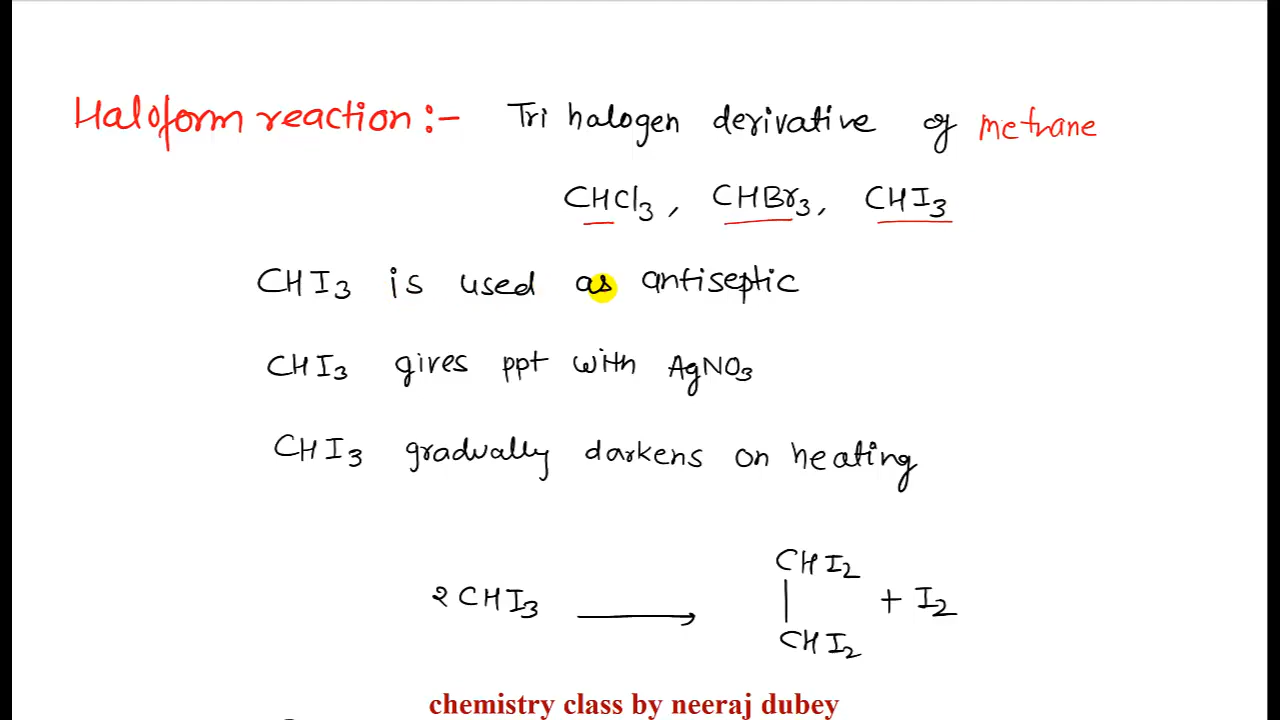 Haloform reaction :- Tri halogen derivative of methane
CHCl3, CHBr3, CHI3
CHI3 is used as antiseptic
CHI3 gives ppt with AgNO3
CHI3 gradually darkens on heating
CHI2
2CHI3 ⟶ | + I2
CHI2
chemistry class by neeraj dubey